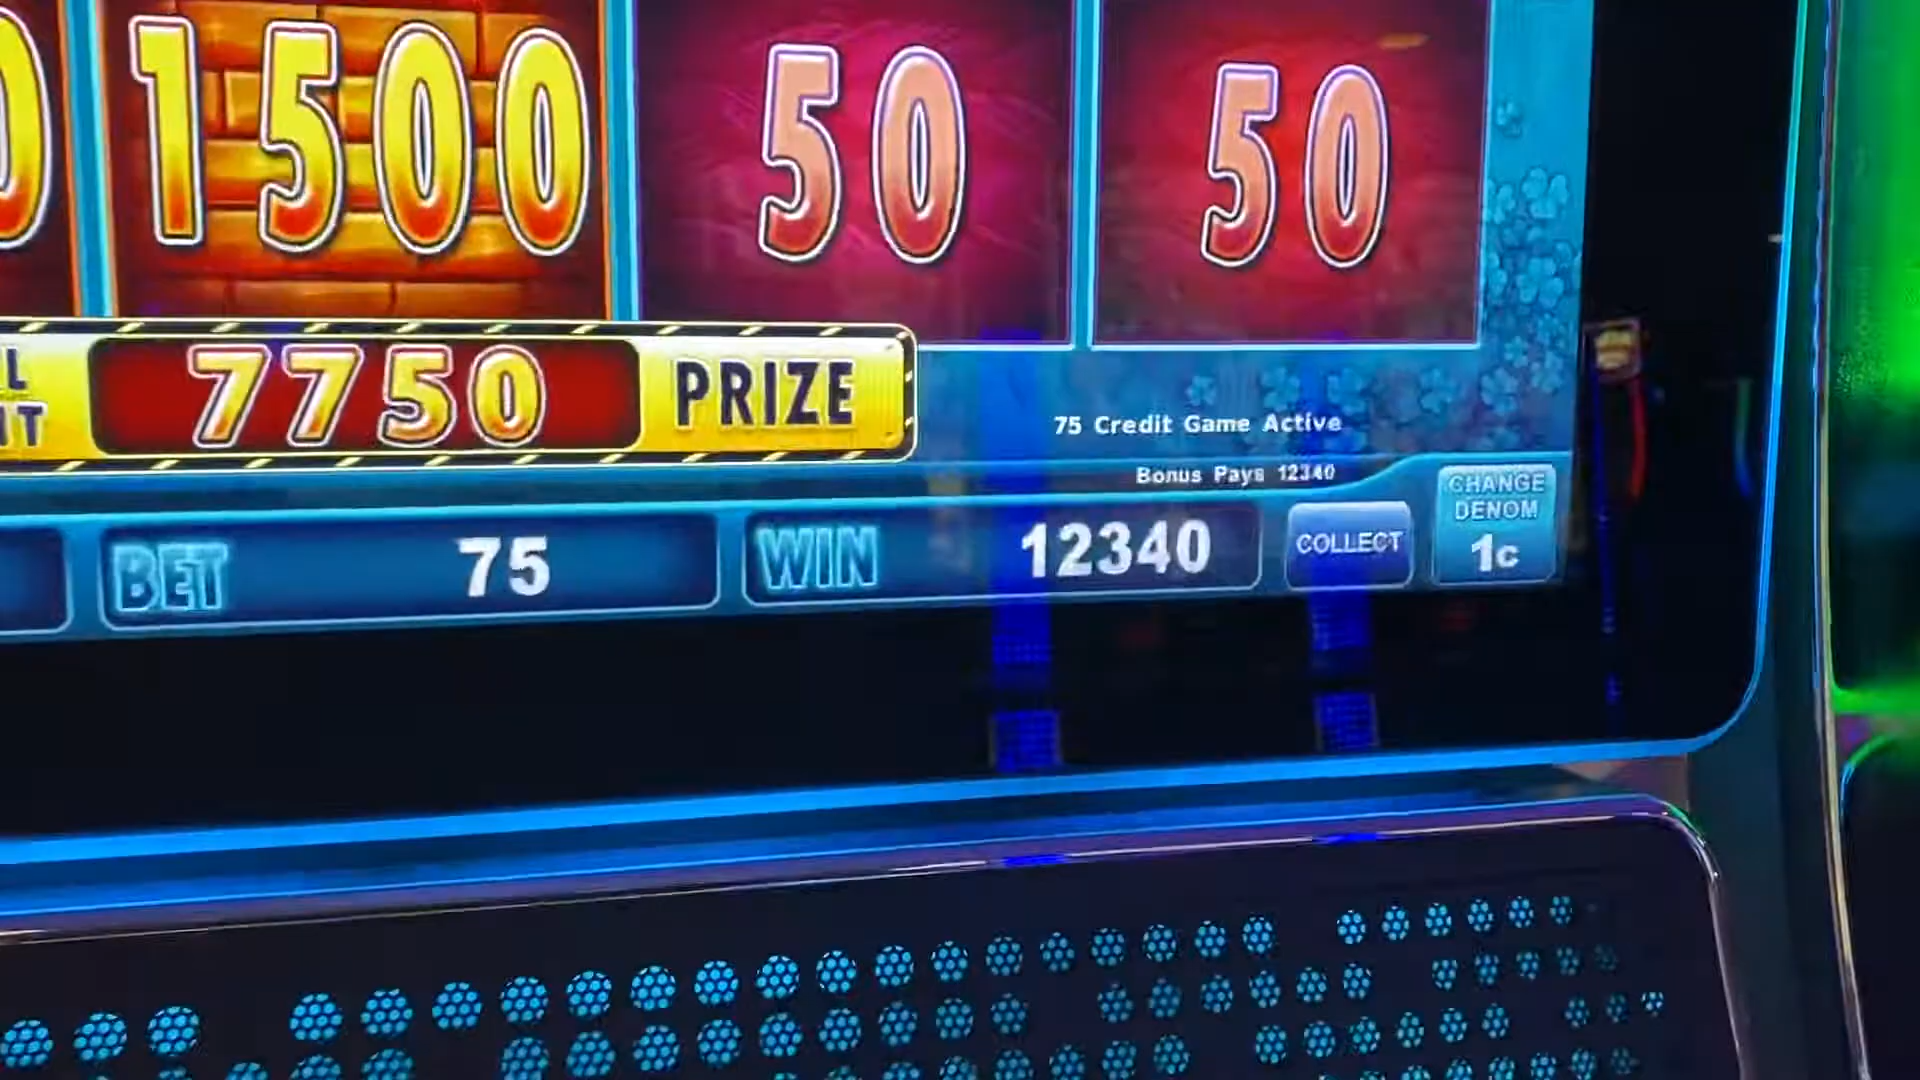 1500
50
50
7750 PRIZE
75 Credit Game Active
Bonus Pays 12340
BET 75
WIN 12340
COLLECT
CHANGE
DENOM
1c